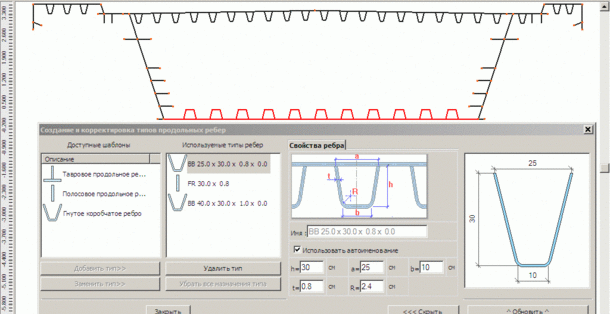 Создание и корректировка типов продольных ребер
Доступные шаблоны
Описание
Тавровое продольное ре...
Полосовое продольное р...
Гнутое коробчатое ребро
Добавить тип>>
Заменить тип>>
Используемые типы ребер
BB 25.0 x 30.0 x 0.8 x 0.0
FR 30.0 x 0.8
BB 40.0 x 30.0 x 1.0 x 0.0
Удалить тип
Убрать все назначения типа
Свойства ребра
a
t
h
R
b
Имя : BB 25.0 x 30.0 x 0.8 x 0.0
Использовать автоименование
h= 30 см a= 25 см b= 10 см
t= 0.8 см R= 2.4 см
25
30
10
Закрыть
<<< Скрыть
^ Обновить ^